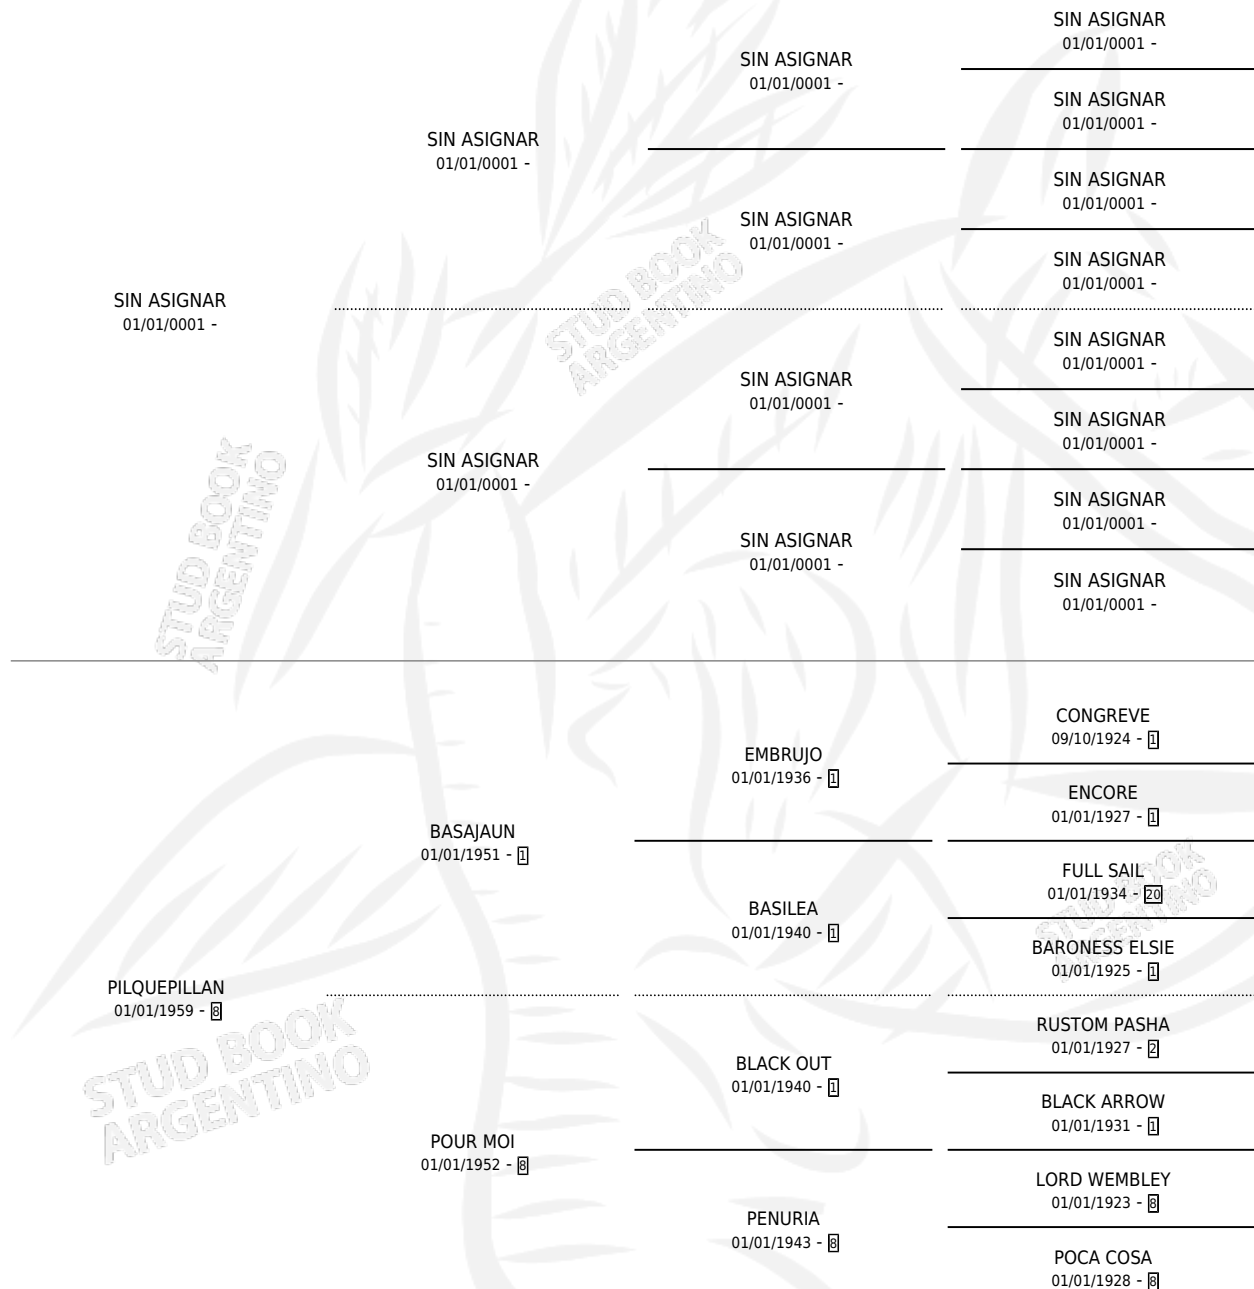 SIN ASIGNAR
01/01/0001 -
SIN ASIGNAR
01/01/0001 -
SIN ASIGNAR
01/01/0001 -
SIN ASIGNAR
01/01/0001 -
SIN ASIGNAR
01/01/0001 -
SIN ASIGNAR
01/01/0001 -
SIN ASIGNAR
01/01/0001 -
SIN ASIGNAR
01/01/0001 -
SIN ASIGNAR
01/01/0001 -
SIN ASIGNAR
01/01/0001 -
SIN ASIGNAR
01/01/0001 -
SIN ASIGNAR
01/01/0001 -
SIN ASIGNAR
01/01/0001 -
SIN ASIGNAR
01/01/0001 -
SIN ASIGNAR
01/01/0001 -
STUD BOOK
ARGENTINO
STUD BOOK
ARGENTINO
CONGREVE
09/10/1924 - 1
EMBRUJO
01/01/1936 - 1
ENCORE
01/01/1927 - 1
BASAJAUN
01/01/1951 - 1
FULL SAIL
01/01/1934 - 20
BASILEA
01/01/1940 - 1
BARONESS ELSIE
01/01/1925 - 1
PILQUEPILLAN
01/01/1959 - 8
RUSTOM PASHA
01/01/1927 - 2
BLACK OUT
01/01/1940 - 1
BLACK ARROW
01/01/1931 - 1
POUR MOI
01/01/1952 - 8
LORD WEMBLEY
01/01/1923 - 8
PENURIA
01/01/1943 - 8
POCA COSA
01/01/1928 - 8
STUD BOOK
ARGENTINO
STUD BOOK
ARGENTINO